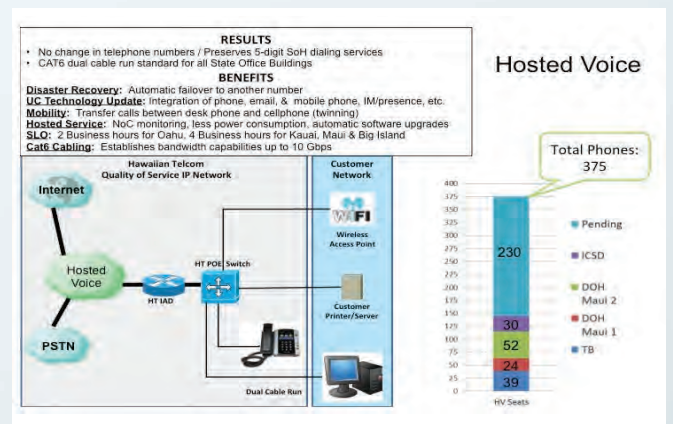 RESULTS
• No change in telephone numbers / Preserves 5-digit SoH dialing services
• CAT6 dual cable run standard for all State Office Buildings
BENEFITS
Disaster Recovery: Automatic failover to another number
UC Technology Update: Integration of phone, email, & mobile phone, IM/presence, etc.
Mobility: Transfer calls between desk phone and cellphone (twinning)
Hosted Service: NoC monitoring, less power consumption, automatic software upgrades
SLO: 2 Business hours for Oahu, 4 Business hours for Kauai, Maui & Big Island
Cat6 Cabling: Establishes bandwidth capabilities up to 10 Gbps
Hosted Voice
Hawaiian Telcom
Quality of Service IP Network
Customer
Network
Internet
Hosted
Voice
PSTN
HT IAD
HT POE Switch
WiFi
Wireless
Access Point
Customer
Printer/Server
Dual Cable Run
Total Phones:
375
400
375
350
325
300
275
250
225
200
175
150
125
100
75
50
25
0
230
30
52
24
39
HV Seats
Pending
ICSD
DOH
Maui 2
DOH
Maui 1
TB